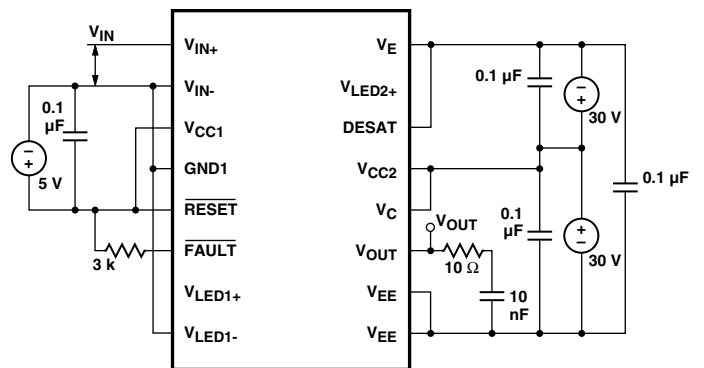 VIN
VIN+
VIN-
VCC1
GND1
RESET
FAULT
VLED1+
VLED1-
VE
VLED2+
DESAT
VCC2
VC
VOUT
VEE
VEE
0.1
µF
−
+
5 V
3 k
0.1 µF
−
+
30 V
0.1 µF
VOUT
0.1
µF
+
−
30 V
10 Ω
10
nF